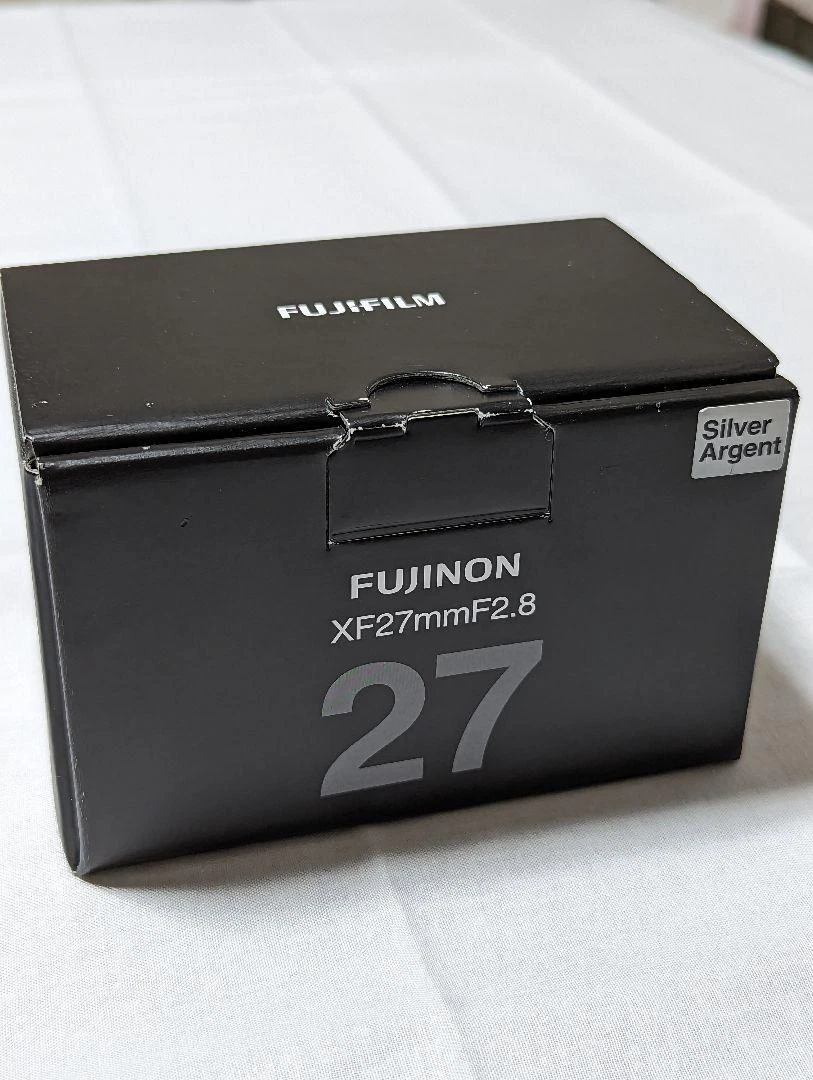 FUJIFILM
Silver
Argent
FUJINON
XF27mmF2.8
27